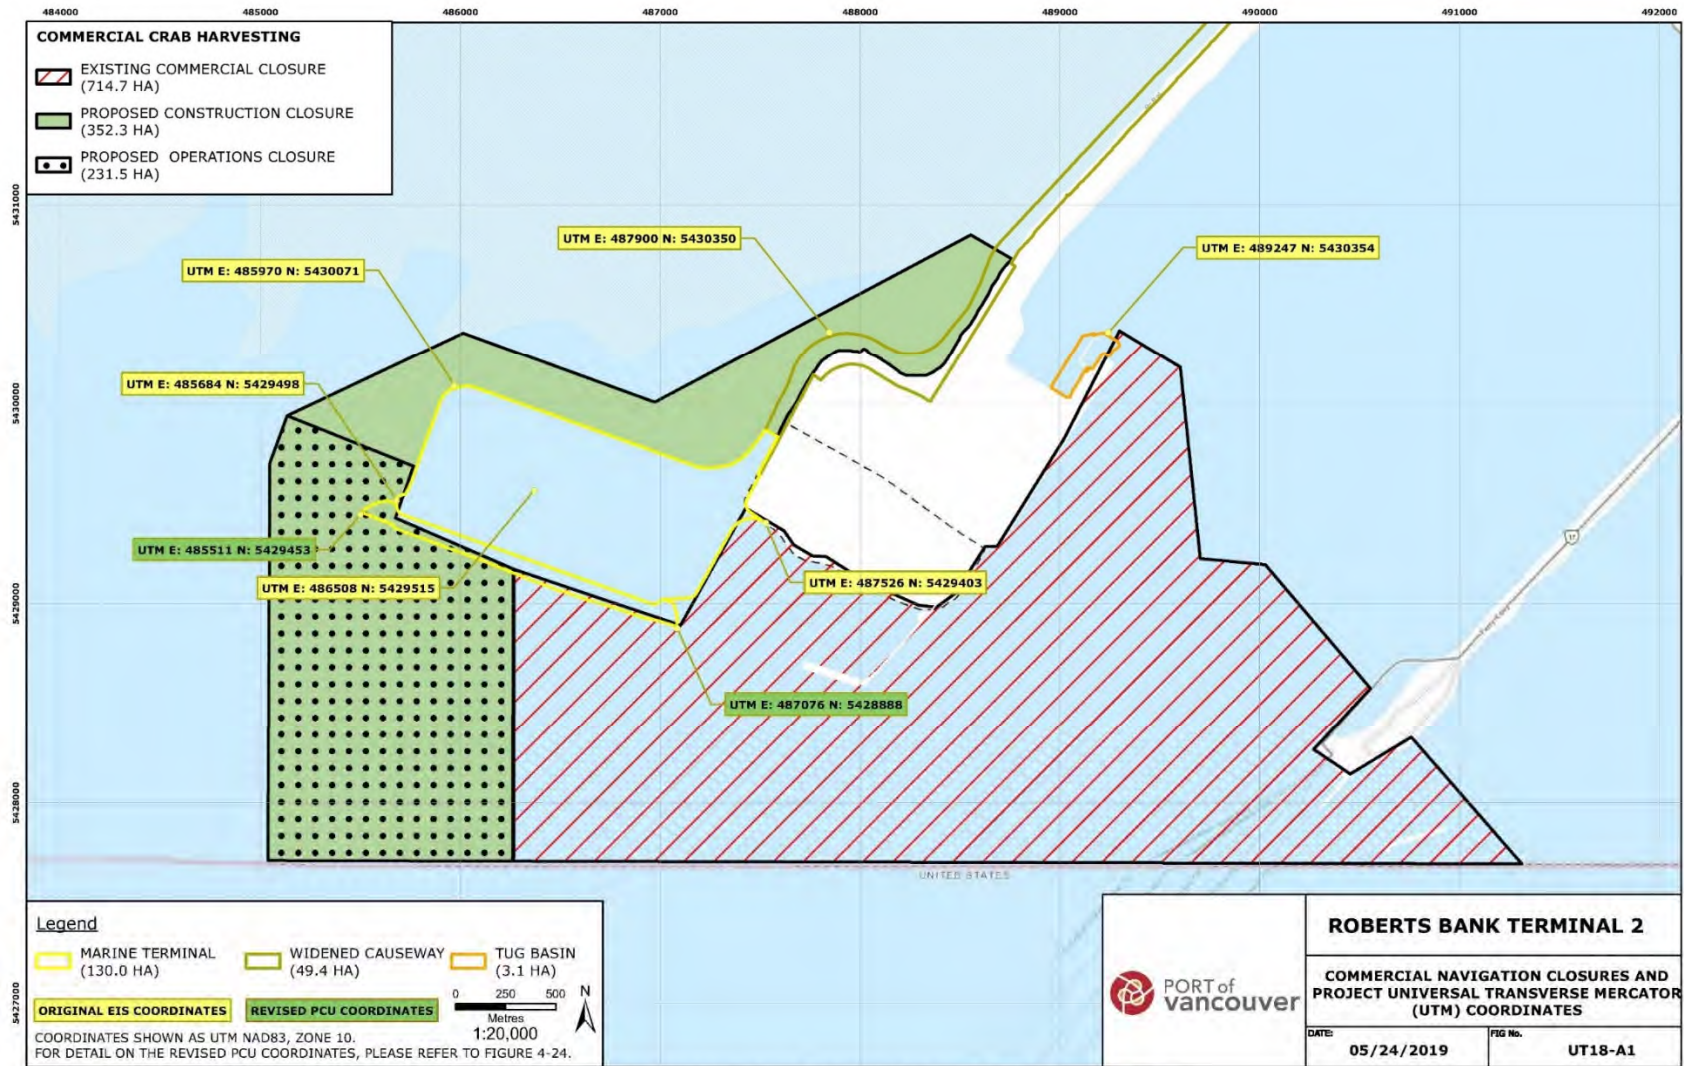 484000 485000 486000 487000 488000 489000 490000 491000 492000
COMMERCIAL CRAB HARVESTING
EXISTING COMMERCIAL CLOSURE
(714.7 HA)
PROPOSED CONSTRUCTION CLOSURE
(352.3 HA)
PROPOSED OPERATIONS CLOSURE
(231.5 HA)
5431000
5430000
5429000
5428000
5427000
UTM E: 487900 N: 5430350
UTM E: 489247 N: 5430354
UTM E: 485970 N: 5430071
UTM E: 485684 N: 5429498
UTM E: 485511 N: 5429453
UTM E: 486508 N: 5429515
UTM E: 487526 N: 5429403
UTM E: 487076 N: 5428888
17
UNITED STATES
Legend
MARINE TERMINAL
(130.0 HA)
WIDENED CAUSEWAY
(49.4 HA)
TUG BASIN
(3.1 HA)
ORIGINAL EIS COORDINATES
REVISED PCU COORDINATES
0 250 500
Metres
1:20,000
N
COORDINATES SHOWN AS UTM NAD83, ZONE 10.
FOR DETAIL ON THE REVISED PCU COORDINATES, PLEASE REFER TO FIGURE 4-24.
PORT of
vancouver
ROBERTS BANK TERMINAL 2
COMMERCIAL NAVIGATION CLOSURES AND
PROJECT UNIVERSAL TRANSVERSE MERCATOR
(UTM) COORDINATES
DATE:
05/24/2019
FIG No.
UT18-A1